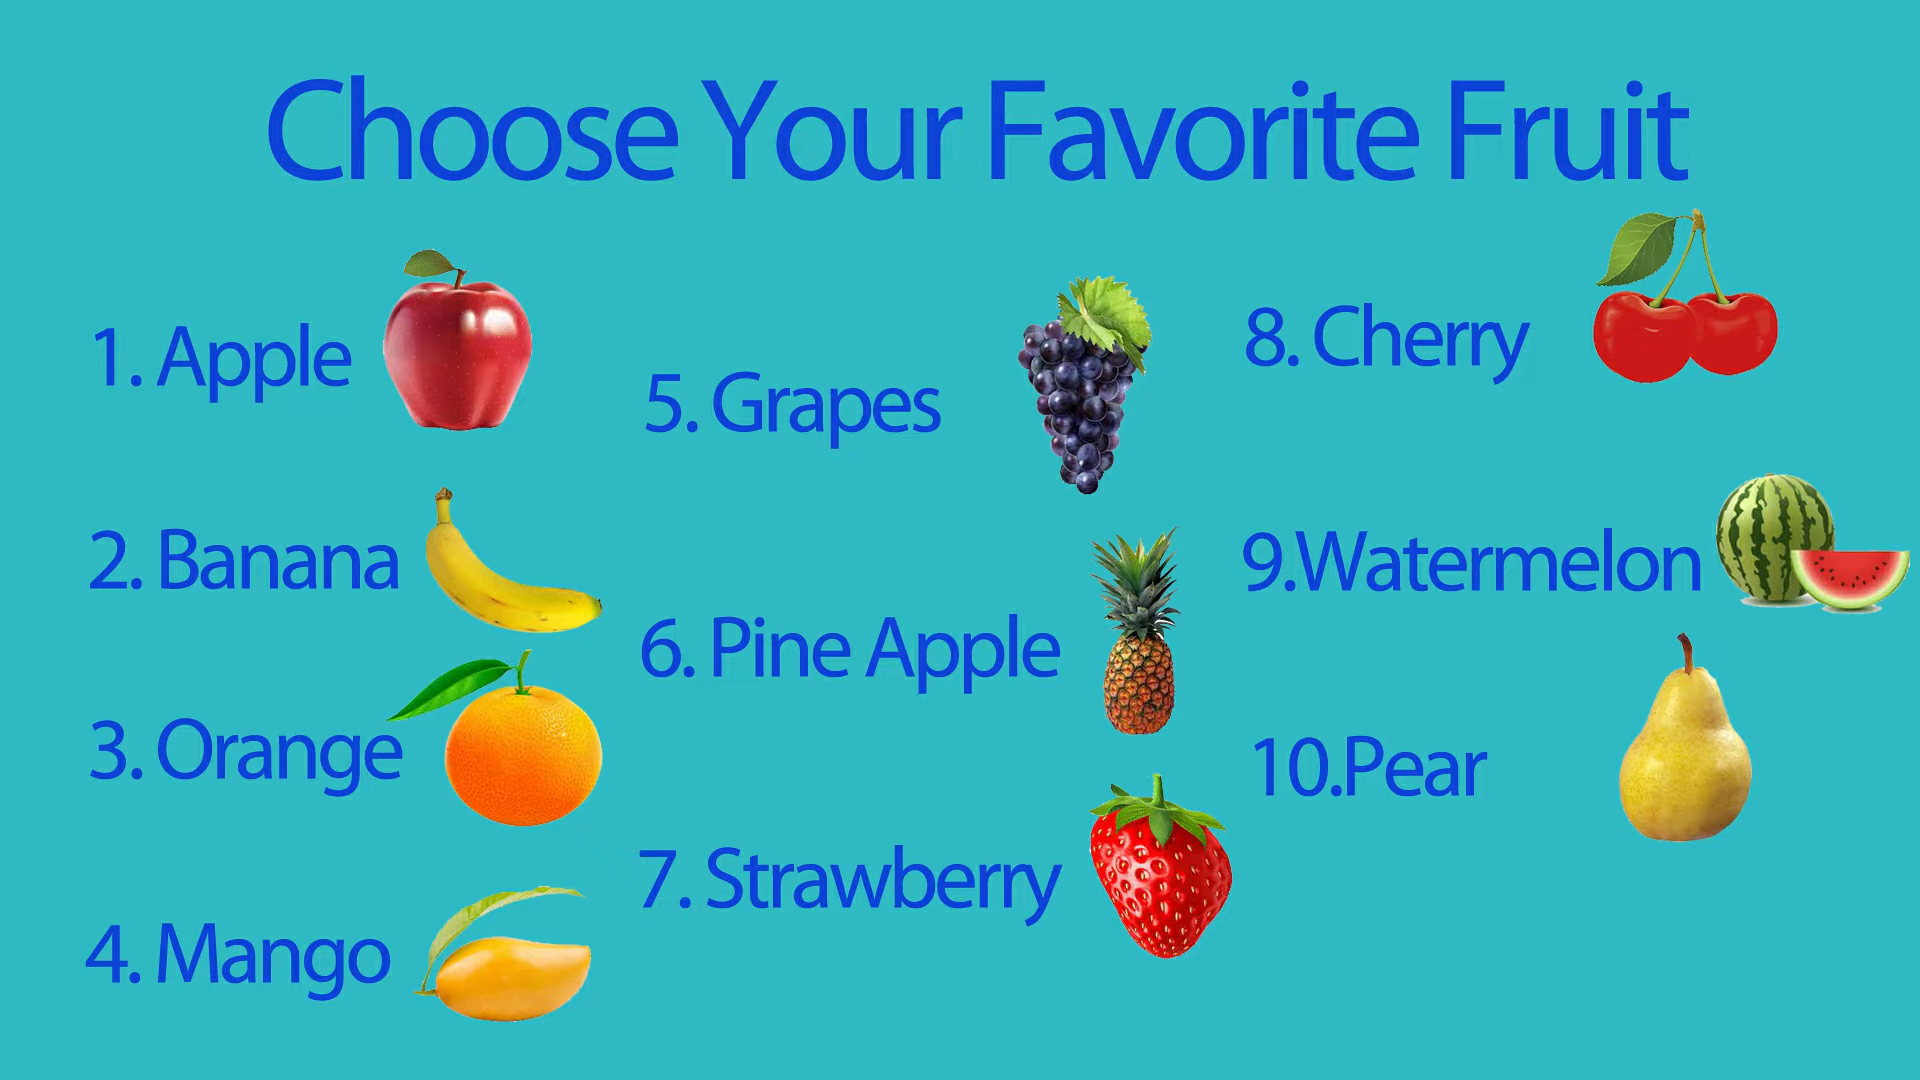 Choose Your Favorite Fruit
1. Apple
2. Banana
3. Orange
4. Mango
5. Grapes
6. Pine Apple
7. Strawberry
8. Cherry
9.Watermelon
10.Pear